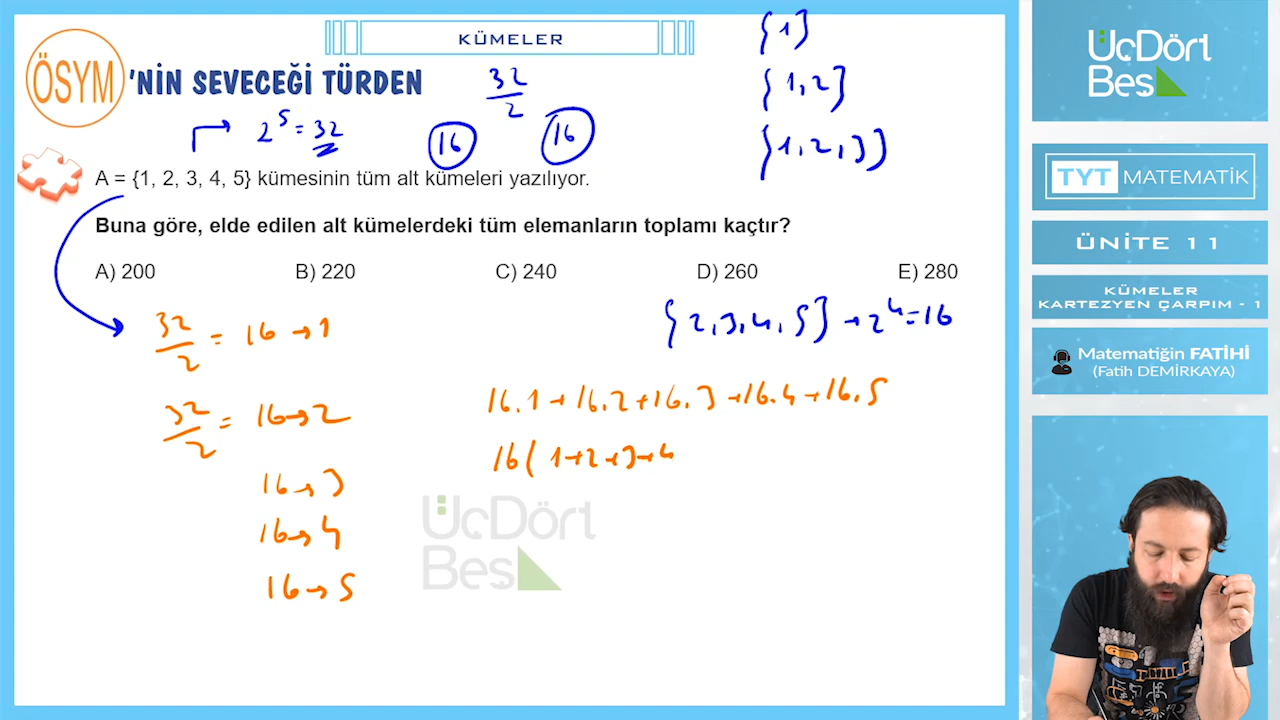 KÜMELER
ÖSYM'NİN SEVECEĞİ TÜRDEN
32/2
{1}
{1,2}
{1,2,3}
2^5 = 32
16
16
A = {1, 2, 3, 4, 5} kümesinin tüm alt kümeleri yazılıyor.
Buna göre, elde edilen alt kümelerdeki tüm elemanların toplamı kaçtır?
A) 200 B) 220 C) 240 D) 260 E) 280
{2,3,4,5} → 2^4 = 16
32/2 = 16 → 1
32/2 = 16 → 2
16 → 3
16 → 4
16 → 5
16.1 + 16.2 + 16.3 + 16.4 + 16.5
16(1+2+3+4
ÜçDört
Beş
ÜçDört
Beş
TYT MATEMATİK
ÜNİTE 11
KÜMELER
KARTEZYEN ÇARPIM - 1
Matematiğin FATİHİ
(Fatih DEMİRKAYA)